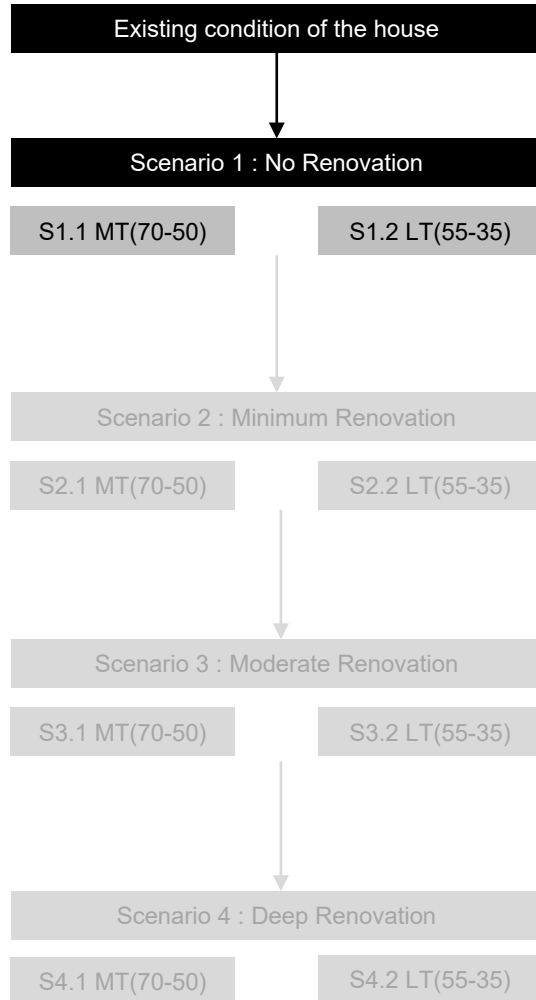 Existing condition of the house
Scenario 1 : No Renovation
S1.1 MT(70-50)
S1.2 LT(55-35)
Scenario 2 : Minimum Renovation
S2.1 MT(70-50)
S2.2 LT(55-35)
Scenario 3 : Moderate Renovation
S3.1 MT(70-50)
S3.2 LT(55-35)
Scenario 4 : Deep Renovation
S4.1 MT(70-50)
S4.2 LT(55-35)